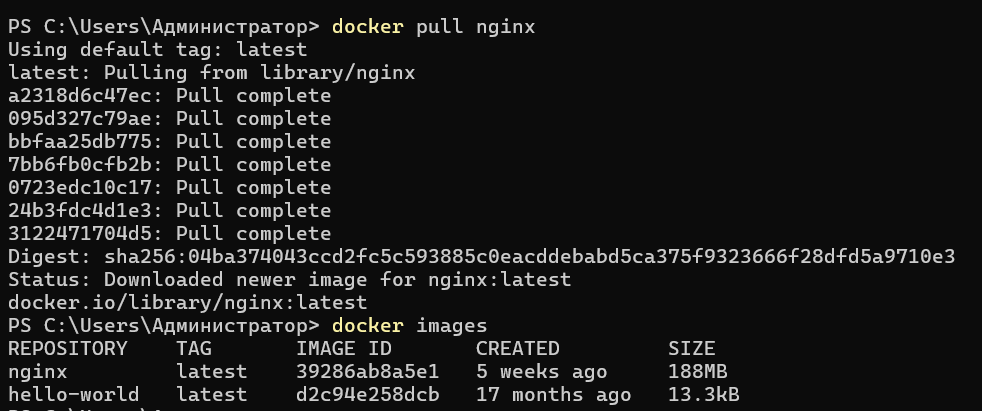 PS C:\Users\Администратор> docker pull nginx
Using default tag: latest
latest: Pulling from library/nginx
a2318d6c47ec: Pull complete
095d327c79ae: Pull complete
bbfaa25db775: Pull complete
7bb6fb0cfb2b: Pull complete
0723edc10c17: Pull complete
24b3fdc4d1e3: Pull complete
3122471704d5: Pull complete
Digest: sha256:04ba374043ccd2fc5c593885c0eacddebabd5ca375f9323666f28dfd5a9710e3
Status: Downloaded newer image for nginx:latest
docker.io/library/nginx:latest
PS C:\Users\Администратор> docker images
REPOSITORY    TAG       IMAGE ID       CREATED         SIZE
nginx         latest    39286ab8a5e1   5 weeks ago     188MB
hello-world   latest    d2c94e258dcb   17 months ago   13.3kB